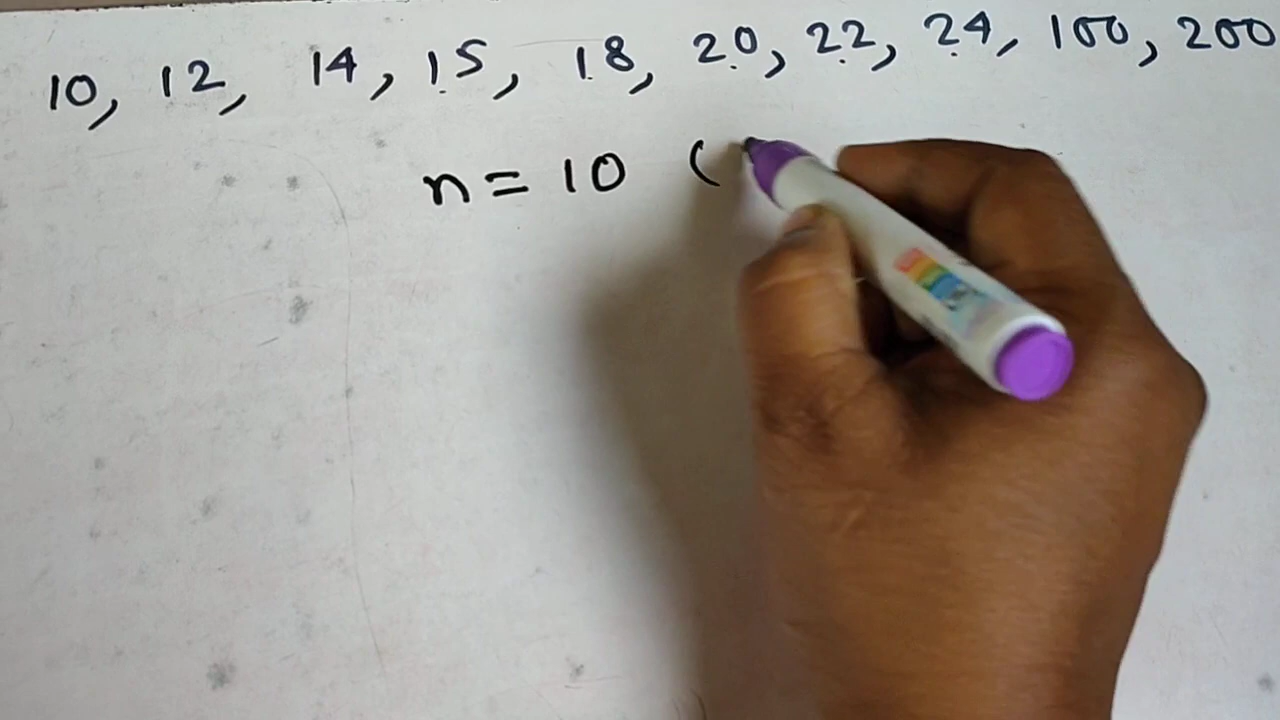 10, 12, 14, 15, 18, 20, 22, 24, 100, 200
n = 10 (